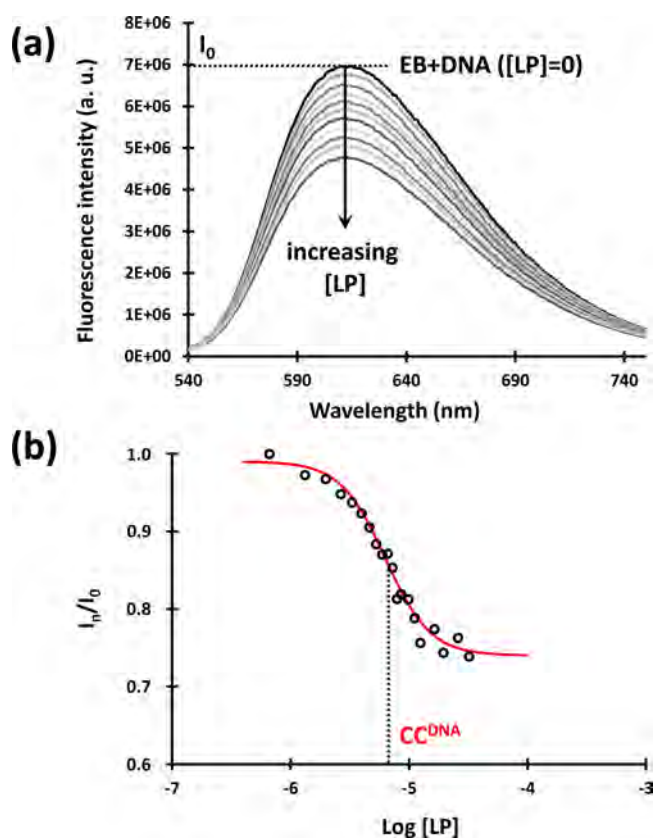 (a)
I0
EB+DNA ([LP]=0)
8E+06
7E+06
6E+06
5E+06
4E+06
3E+06
2E+06
1E+06
0E+00
Fluorescence intensity (a. u.)
increasing
[LP]
540
590
640
690
740
Wavelength (nm)
(b)
1.0
0.9
0.8
0.7
0.6
In/I0
CCDNA
-7
-6
-5
-4
-3
Log [LP]